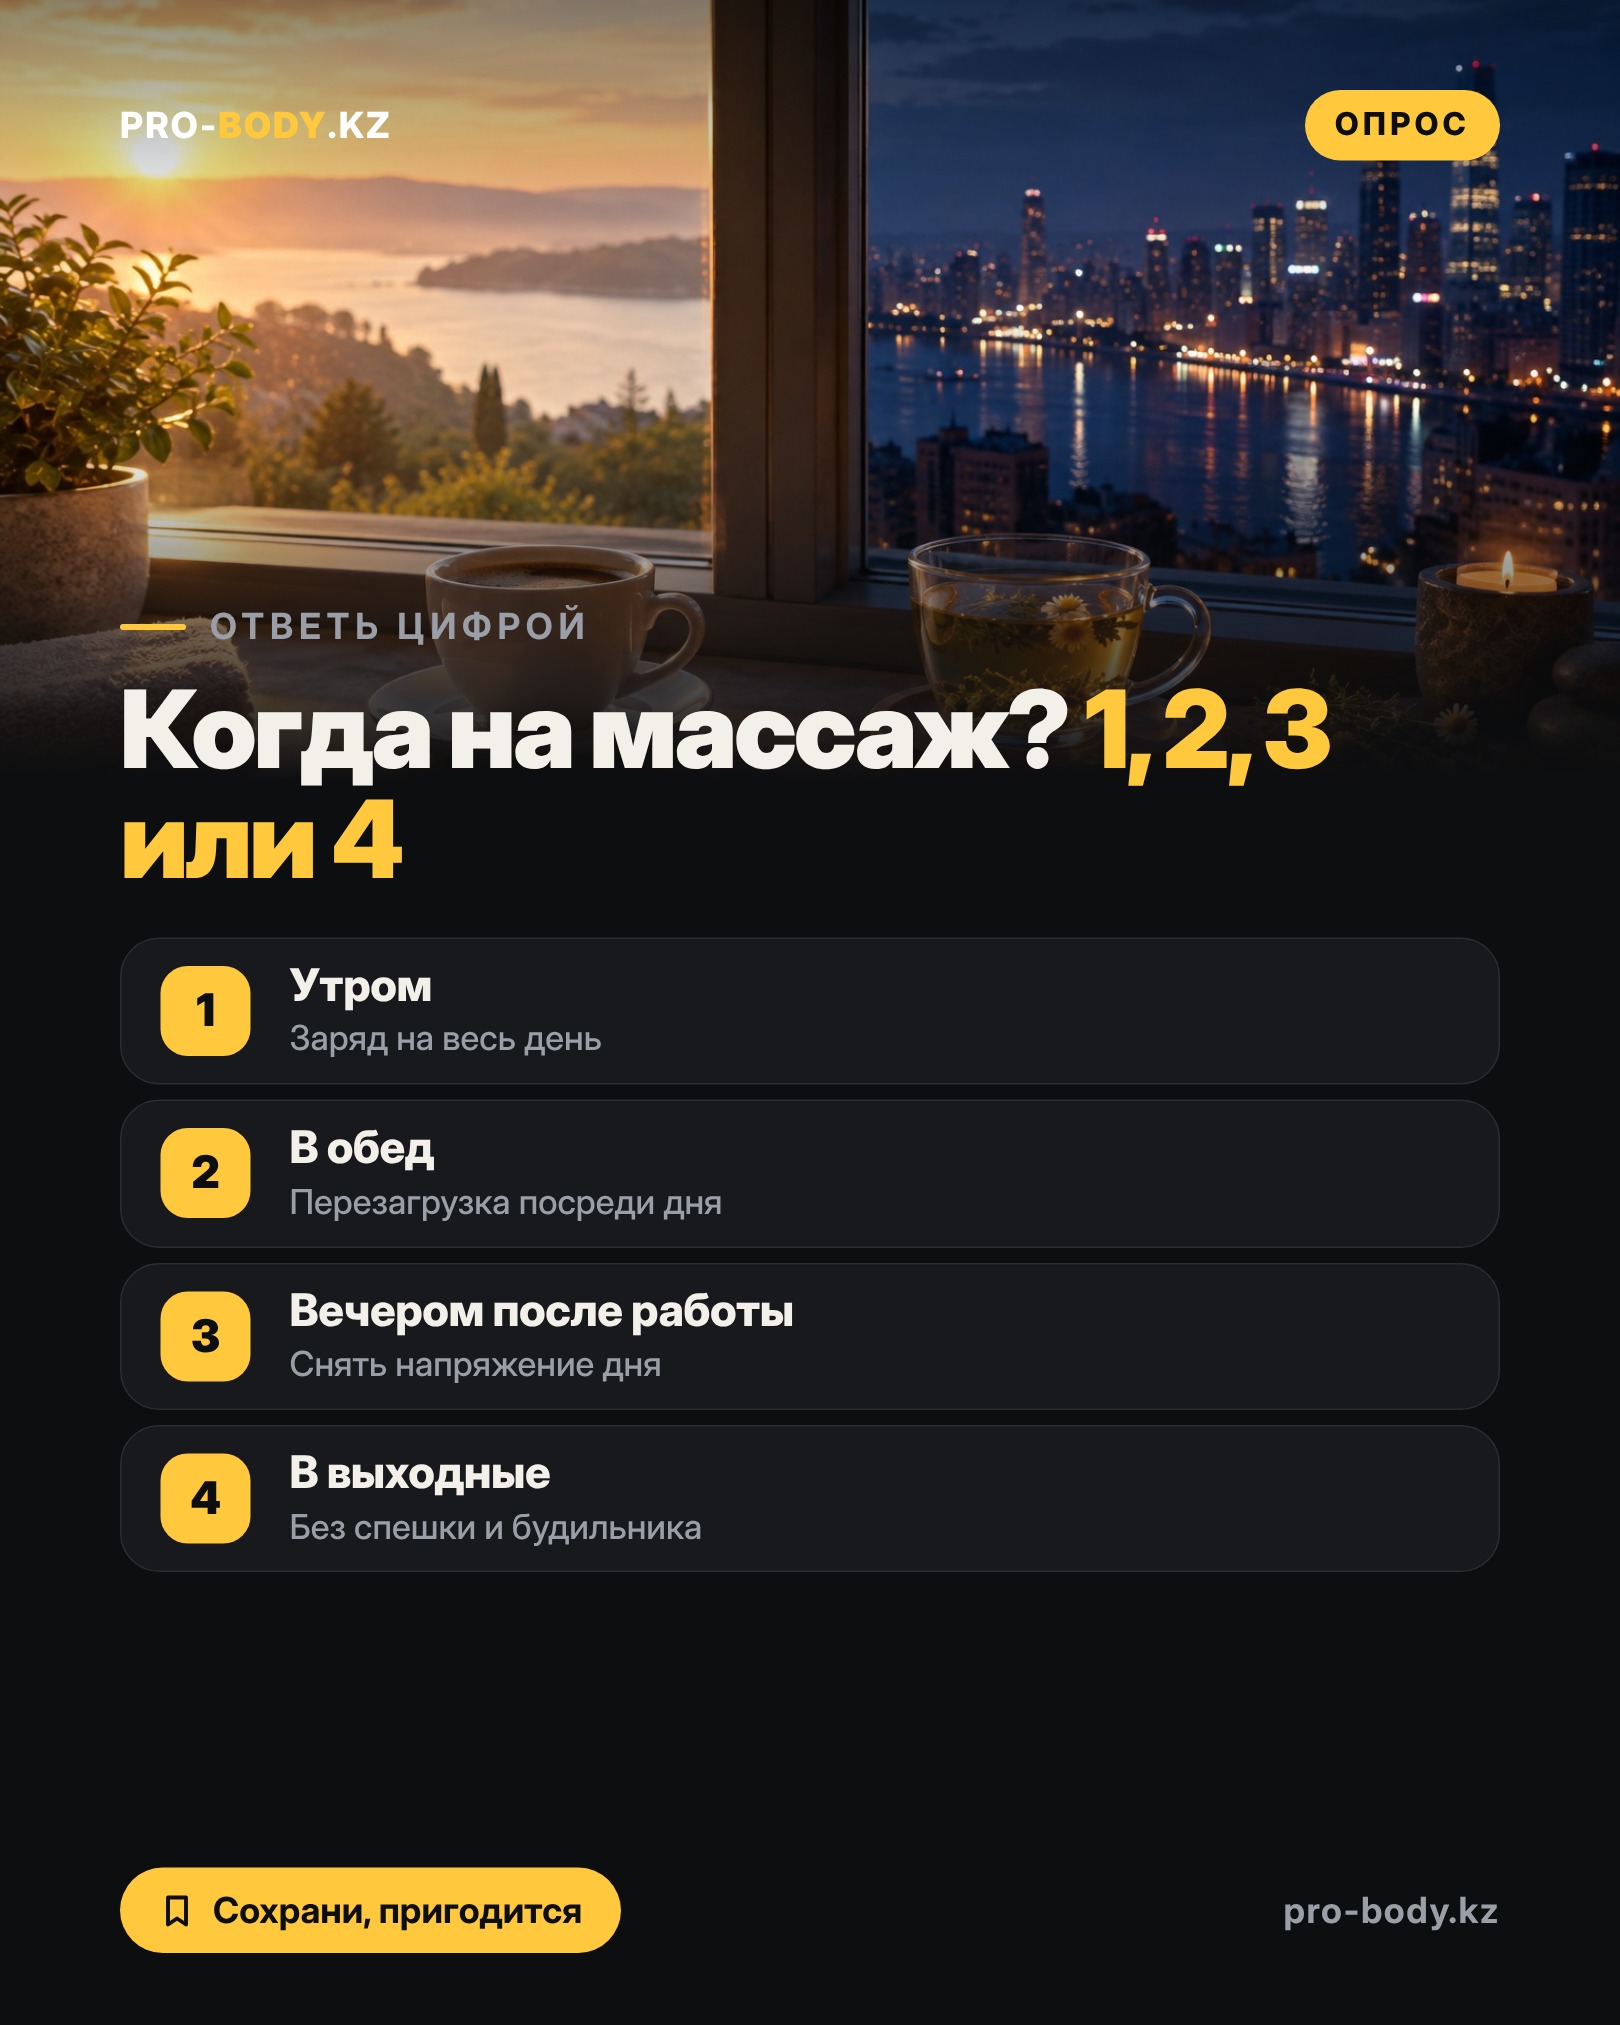 PRO-BODY.KZ
ОПРОС
ОТВЕТЬ ЦИФРОЙ
Когда на массаж? 1, 2, 3
или 4
1
Утром
Заряд на весь день
2
В обед
Перезагрузка посреди дня
3
Вечером после работы
Снять напряжение дня
4
В выходные
Без спешки и будильника
Сохрани, пригодится
pro-body.kz